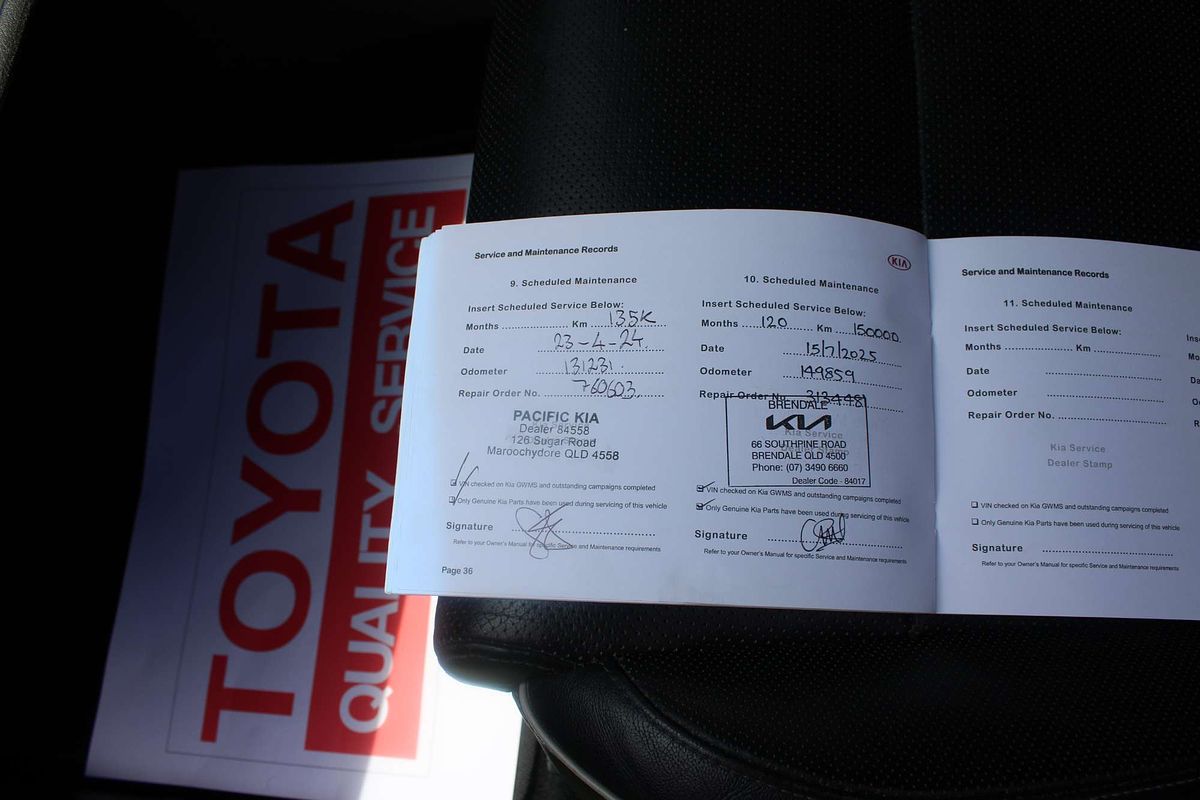 TOYOTA
QUALITY SERVICE
Service and Maintenance Records
KIA
9. Scheduled Maintenance
Insert Scheduled Service Below:
Months .................... Km 135K
Date 23-4-24
Odometer 131231
Repair Order No. 760603
PACIFIC KIA
Dealer 84558
126 Sugar Road
Maroochydore QLD 4558
VIN checked on Kia GWMS and outstanding campaigns completed
Only Genuine Kia Parts have been used during servicing of this vehicle
Signature
Refer to your Owner's Manual for specific Service and Maintenance requirements
Page 36
10. Scheduled Maintenance
Insert Scheduled Service Below:
Months 120 Km 150000
Date 15/7/2025
Odometer 149859
Repair Order No. 3134481
BRENDALE
KIA
Kia Service
66 SOUTHPINE ROAD
BRENDALE QLD 4500
Phone: (07) 3490 6660
Dealer Code - 84017
VIN checked on Kia GWMS and outstanding campaigns completed
Only Genuine Kia Parts have been used during servicing of this vehicle
Signature
Refer to your Owner's Manual for specific Service and Maintenance requirements
Service and Maintenance Records
11. Scheduled Maintenance
Insert Scheduled Service Below:
Months .................... Km ....................
Date
Odometer
Repair Order No.
Kia Service
Dealer Stamp
VIN checked on Kia GWMS and outstanding campaigns completed
Only Genuine Kia Parts have been used during servicing of this vehicle
Signature
Refer to your Owner's Manual for specific Service and Maintenance requirements